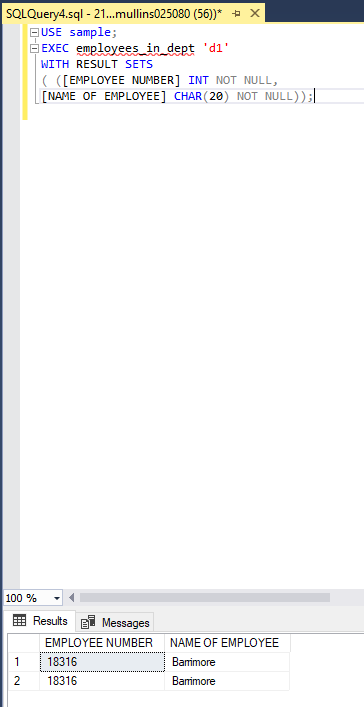 SQLQuery4.sql - 21...mullins025080 (56))*
USE sample;
EXEC employees_in_dept 'd1'
WITH RESULT SETS
( ([EMPLOYEE NUMBER] INT NOT NULL,
[NAME OF EMPLOYEE] CHAR(20) NOT NULL));
100 %
Results Messages
EMPLOYEE NUMBER NAME OF EMPLOYEE
1 18316 Barrimore
2 18316 Barrimore